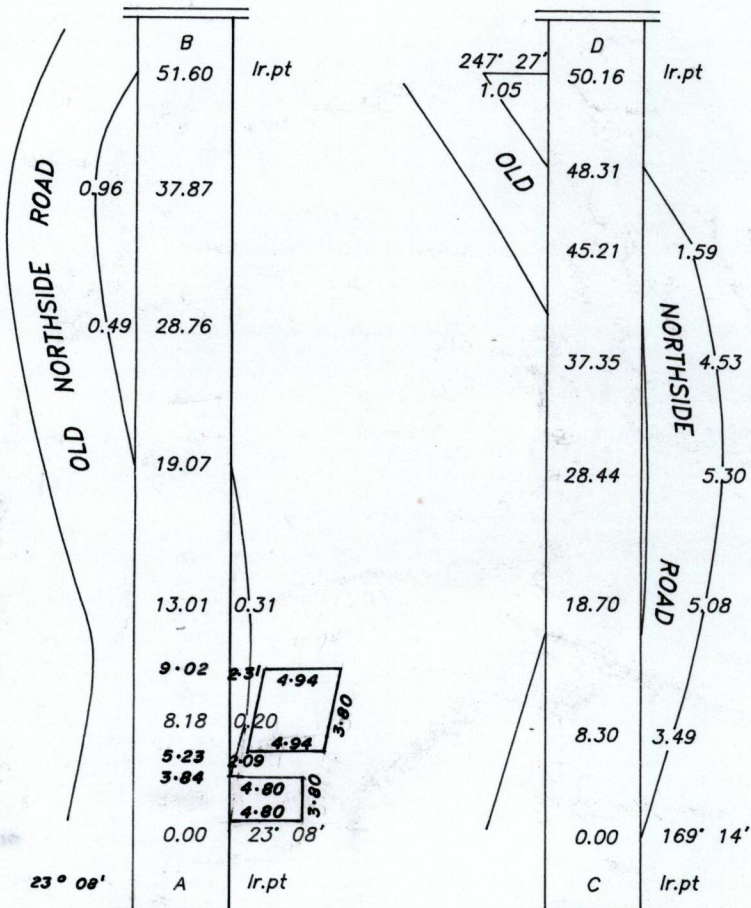 B
51.60 Ir.pt
0.96 37.87
OLD NORTHSIDE ROAD
0.49 28.76
19.07
13.01 0.31
9.02 2.31 4.94
3.80
8.18 0.20
4.94
5.23 2.09
3.84
4.80 3.80
4.80
0.00 23° 08'
23° 08' A Ir.pt
D
247° 27' 50.16 Ir.pt
1.05
OLD
48.31
45.21 1.59
NORTHSIDE
37.35 4.53
28.44 5.30
ROAD
18.70 5.08
8.30 3.49
0.00 169° 14'
C Ir.pt